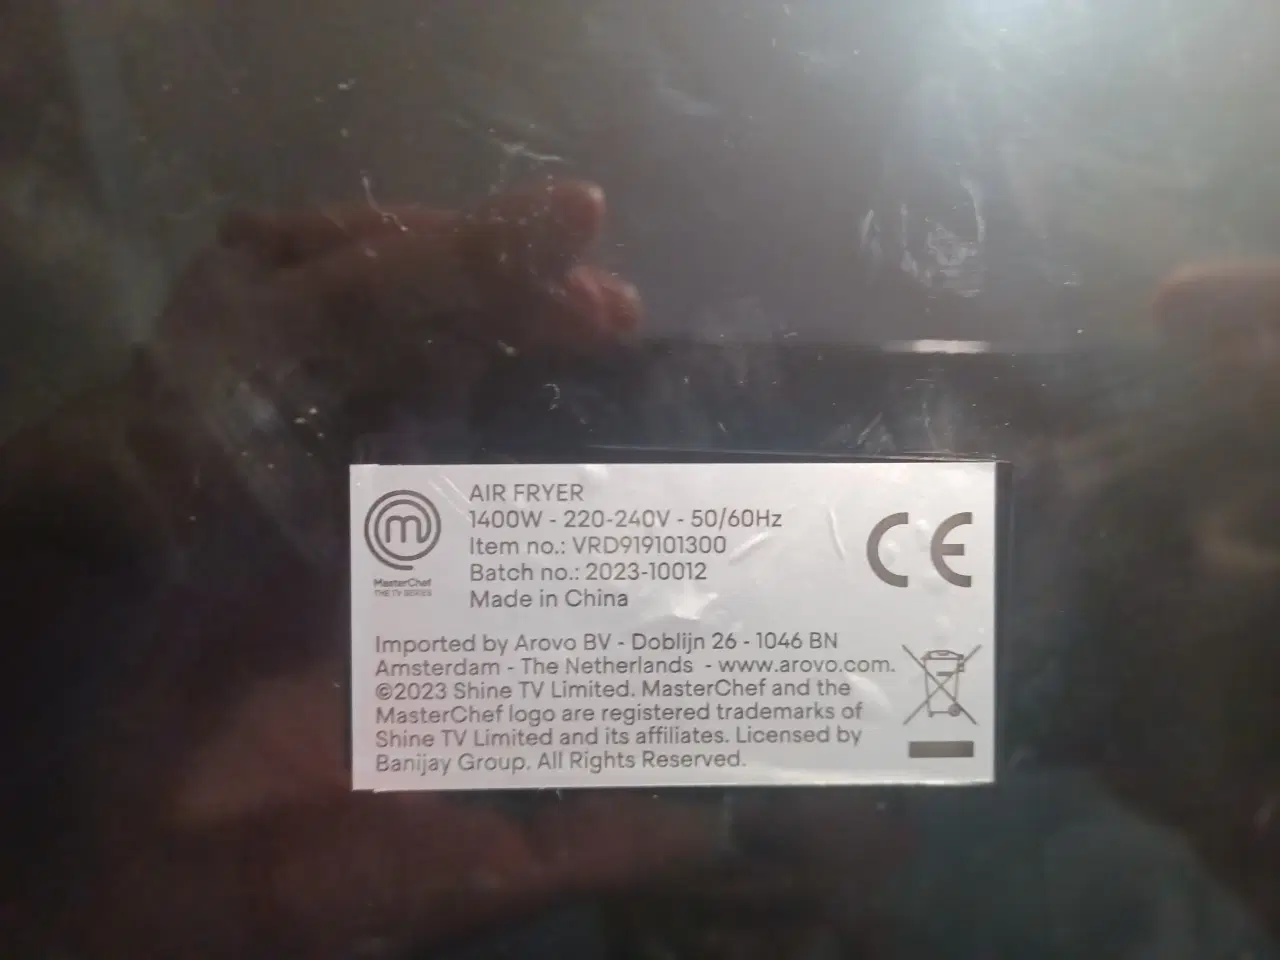 AIR FRYER
1400W - 220-240V - 50/60Hz
Item no.: VRD919101300
Batch no.: 2023-10012
Made in China
MasterChef
THE TV SERIES
CE
Imported by Arovo BV - Doblijn 26 - 1046 BN
Amsterdam - The Netherlands - www.arovo.com.
©2023 Shine TV Limited. MasterChef and the
MasterChef logo are registered trademarks of
Shine TV Limited and its affiliates. Licensed by
Banijay Group. All Rights Reserved.